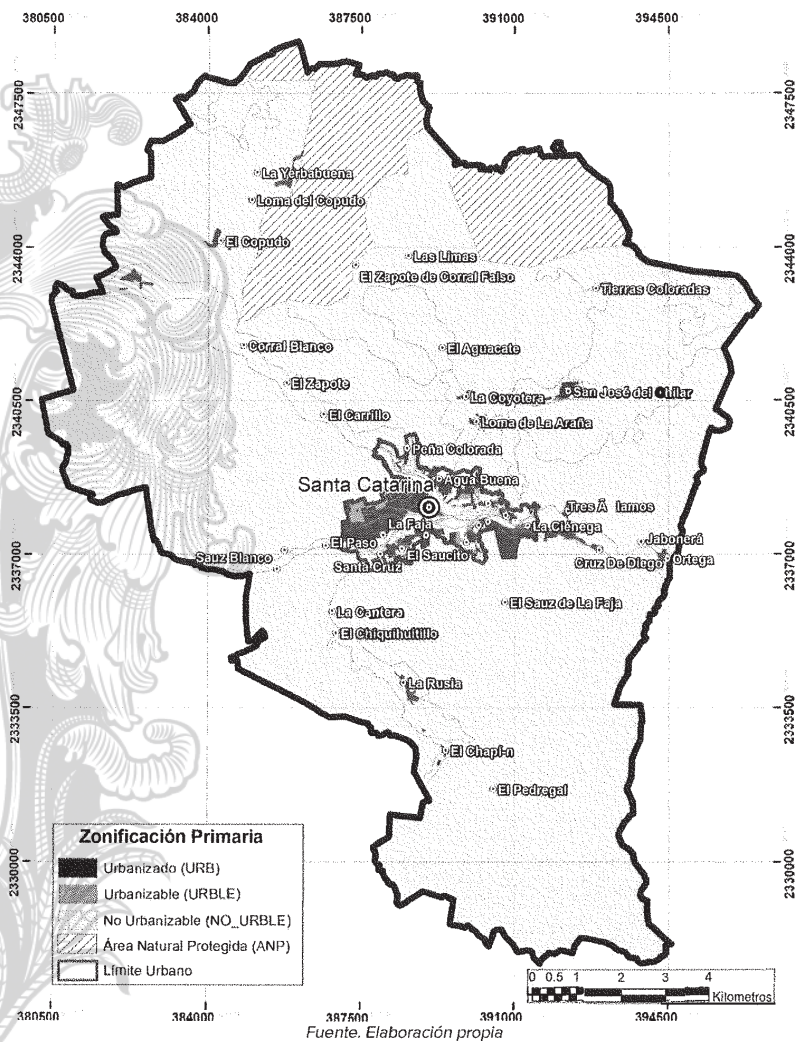 380500 384000 387500 391000 394500
2347500 2347500
La Yerbabuena
Loma del Copudo
El Copudo
2344000 2344000
Las Limas
El Zapote de Corral Falso
Tierras Coloradas
Corral Blanco
El Aguacate
El Zapote
La Coyotera
San José del Chilar
2340500 2340500
El Carrillo
Loma de La Araña
Peña Colorada
Agua Buena
Santa Catarina
Tres Ã lamos
La Faja
La Ciénega
El Paso
Jabonera
Sauz Blanco
El Saucito
Cruz De Diego
Ortega
2337000 2337000
Santa Cruz
El Sauz de La Faja
La Cantera
El Chiquihuitillo
La Rusia
2333500 2333500
El Chapí-n
El Pedregal
Zonificación Primaria
Urbanizado (URB)
Urbanizable (URBLE)
No Urbanizable (NO_URBLE)
Área Natural Protegida (ANP)
Límite Urbano
2330000 2330000
0 0.5 1 2 3 4
Kilometros
380500 384000 387500 391000 394500
Fuente. Elaboración propia